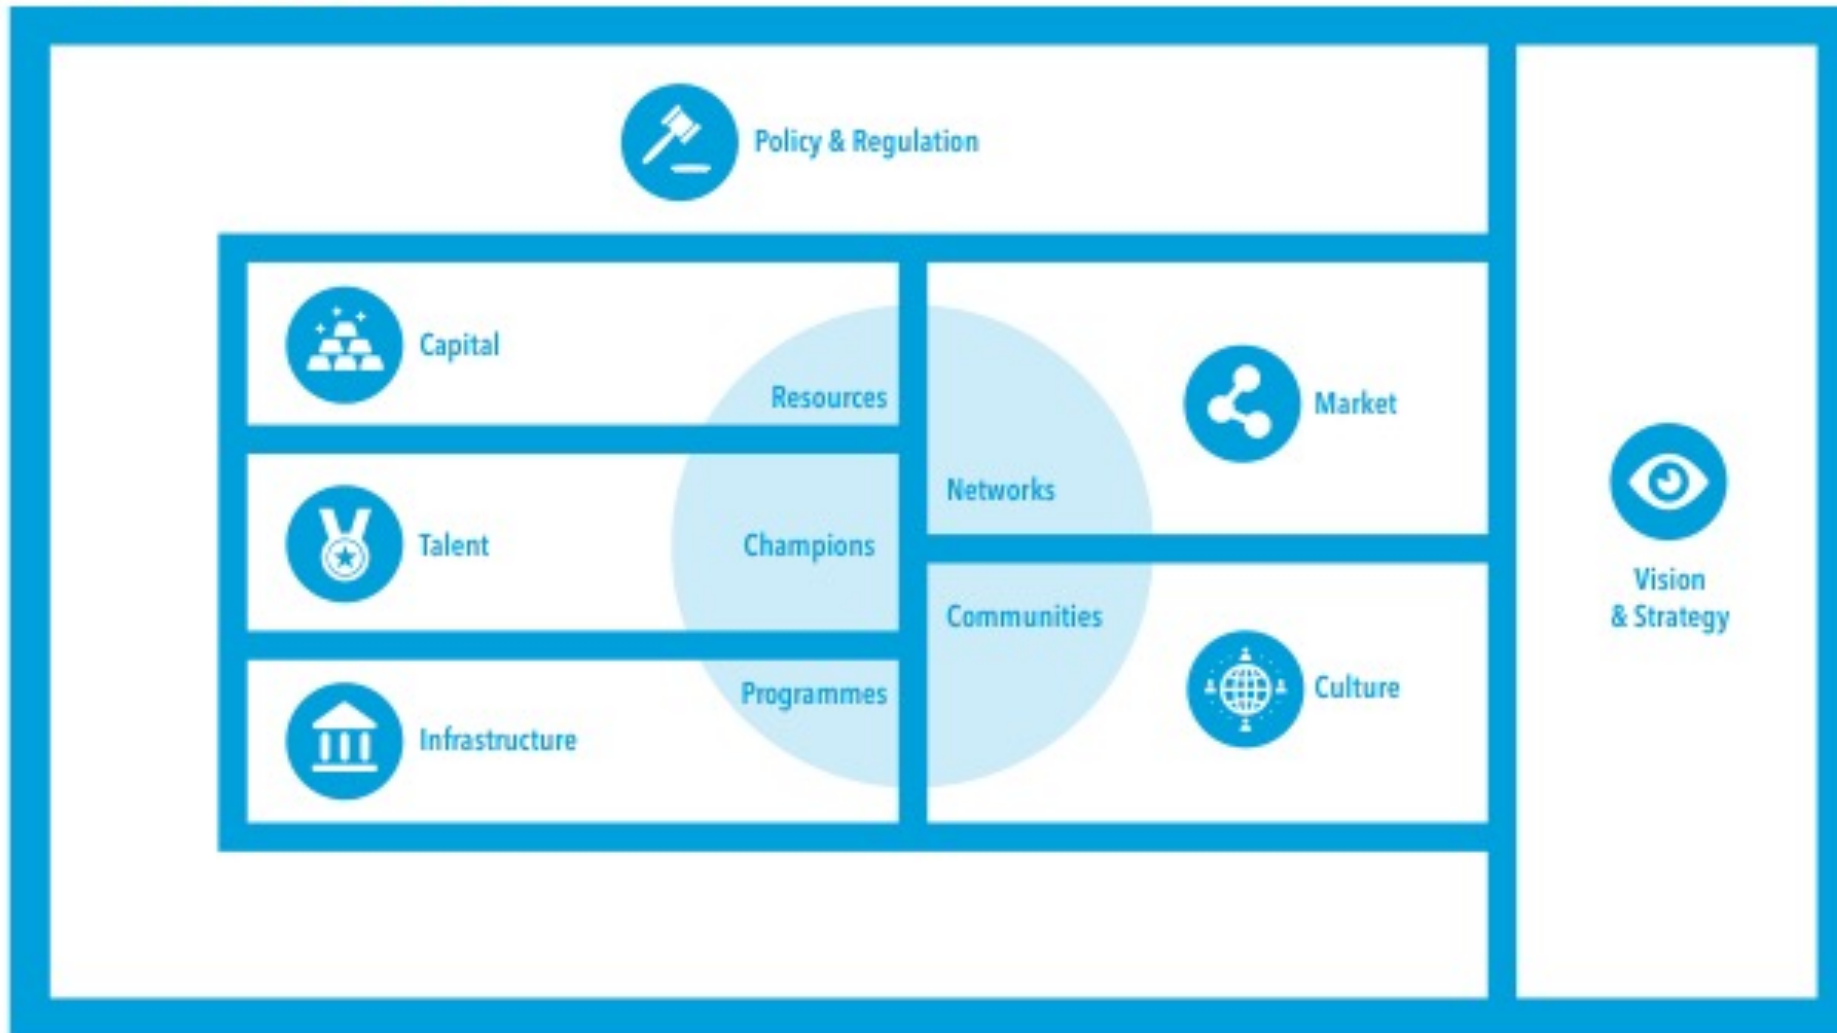 Policy & Regulation
Capital
Resources
Talent
Champions
Infrastructure
Programmes
Market
Networks
Communities
Culture
Vision
& Strategy